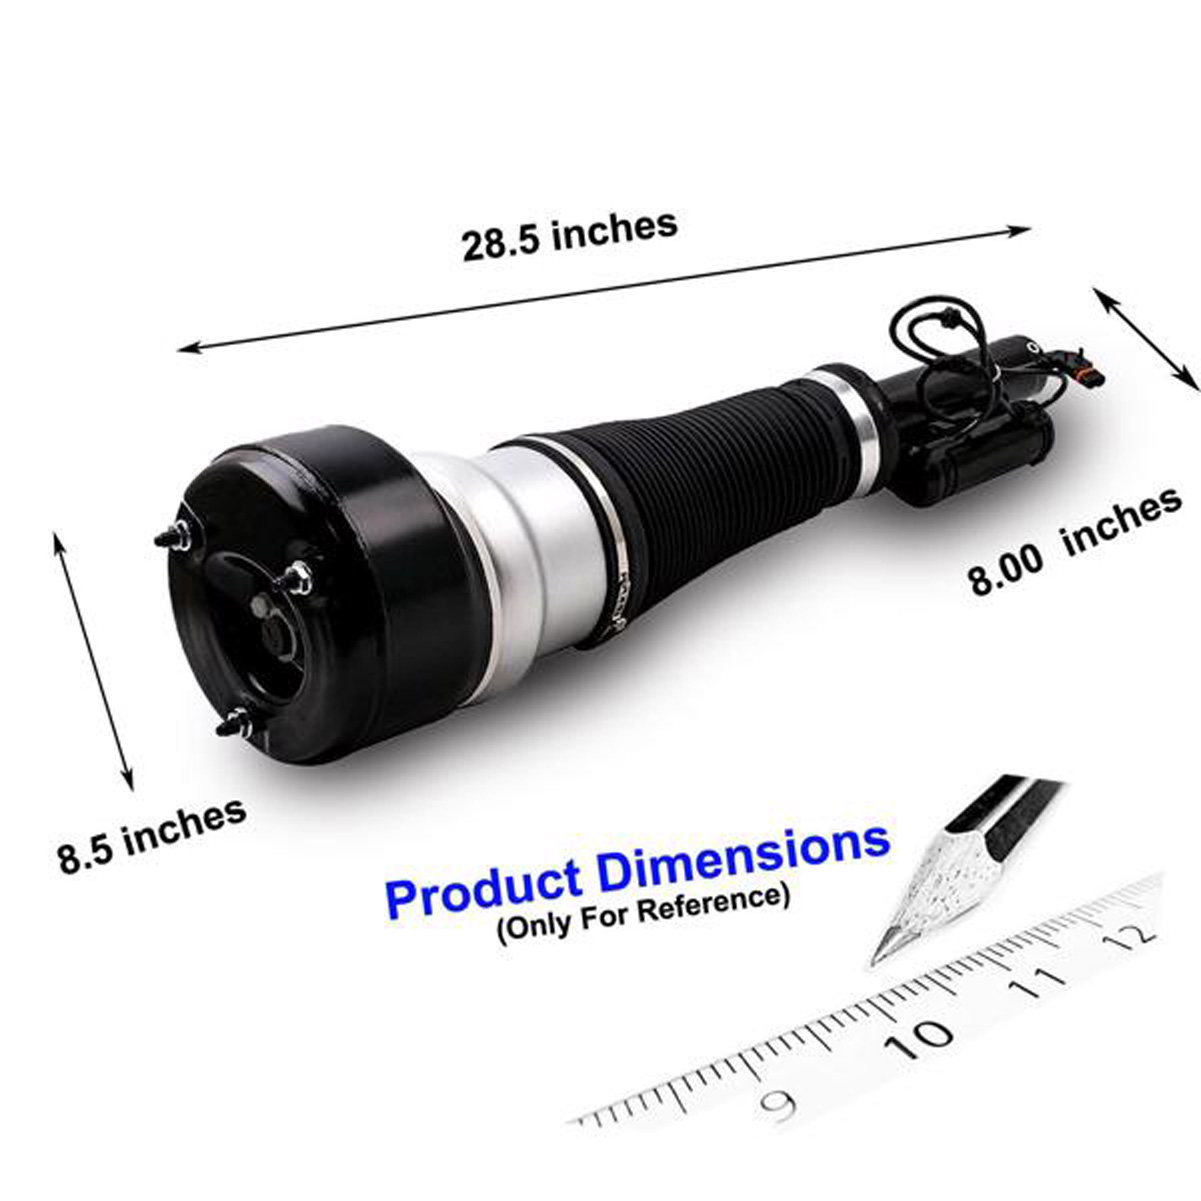 28.5 inches
8.00 inches
8.5 inches
Product Dimensions
(Only For Reference)
9
10
11
12